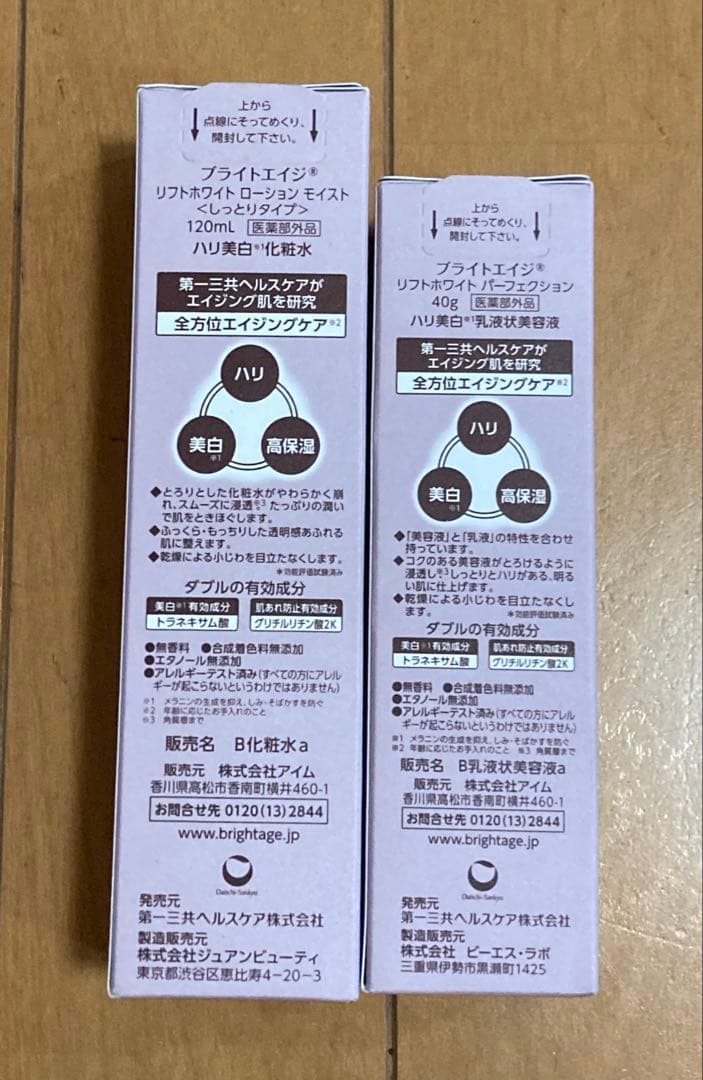 上から
点線にそってめくり、
開封して下さい。
ブライトエイジ®
リフトホワイト ローション モイスト
<しっとりタイプ>
120mL 医薬部外品
ハリ美白※1化粧水
第一三共ヘルスケアが
エイジング肌を研究
全方位エイジングケア※2
ハリ
美白※1
高保湿
◆とろりとした化粧水がやわらかく崩
れ、スムーズに浸透※3 たっぷりの潤い
で肌をときほぐします。
◆ふっくら・もっちりした透明感あふれる
肌に整えます。
◆乾燥による小じわを目立たなくします。
＊効能評価試験済み
ダブルの有効成分
美白※1有効成分
トラネキサム酸
肌あれ防止有効成分
グリチルリチン酸2K
●無香料 ●合成着色料無添加
●エタノール無添加
●アレルギーテスト済み(すべての方にアレル
ギーが起こらないというわけではありません)
※1 メラニンの生成を抑え、しみ・そばかすを防ぐ
※2 年齢に応じたお手入れのこと
※3 角質層まで
販売名 B化粧水a
販売元 株式会社アイム
香川県高松市香南町横井460-1
お問合せ先 0120(13)2844
www.brightage.jp
Daiichi-Sankyo
発売元
第一三共ヘルスケア株式会社
製造販売元
株式会社ジュアンビューティ
東京都渋谷区恵比寿4-20-3
上から
点線にそってめくり、
開封して下さい。
ブライトエイジ®
リフトホワイト パーフェクション
40g 医薬部外品
ハリ美白※1乳液状美容液
第一三共ヘルスケアが
エイジング肌を研究
全方位エイジングケア※2
ハリ
美白※1
高保湿
◆「美容液」と「乳液」の特性を合わせ
持っています。
◆コクのある美容液がとろけるように
浸透し※3しっとりとハリがある、明る
い肌に仕上げます。
◆乾燥による小じわを目立たなくし
ます。
＊効能評価試験済み
ダブルの有効成分
美白※1有効成分
トラネキサム酸
肌あれ防止有効成分
グリチルリチン酸2K
●無香料 ●合成着色料無添加
●エタノール無添加
●アレルギーテスト済み(すべての方にアレル
ギーが起こらないというわけではありません)
※1 メラニンの生成を抑え、しみ・そばかすを防ぐ
※2 年齢に応じたお手入れのこと ※3 角質層まで
販売名 B乳液状美容液a
販売元 株式会社アイム
香川県高松市香南町横井460-1
お問合せ先 0120(13)2844
www.brightage.jp
Daiichi-Sankyo
発売元
第一三共ヘルスケア株式会社
製造販売元
株式会社 ピーエス・ラボ
三重県伊勢市黒瀬町1425